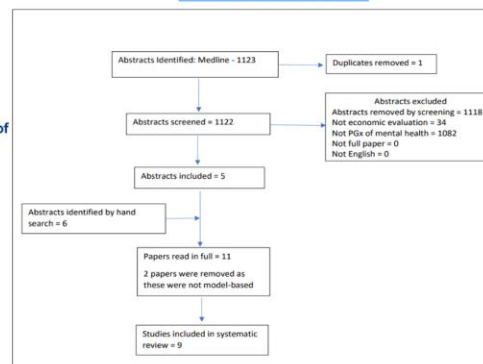 of
Abstracts Identified: Medline - 1123
Duplicates removed = 1
Abstracts screened = 1122
Abstracts excluded
Abstracts removed by screening = 1118
Not economic evaluation = 34
Not PGx of mental health = 1082
Not full paper = 0
Not English = 0
Abstracts included = 5
Abstracts identified by hand
search = 6
Papers read in full = 11
2 papers were removed as
these were not model-based
Studies included in systematic
review = 9